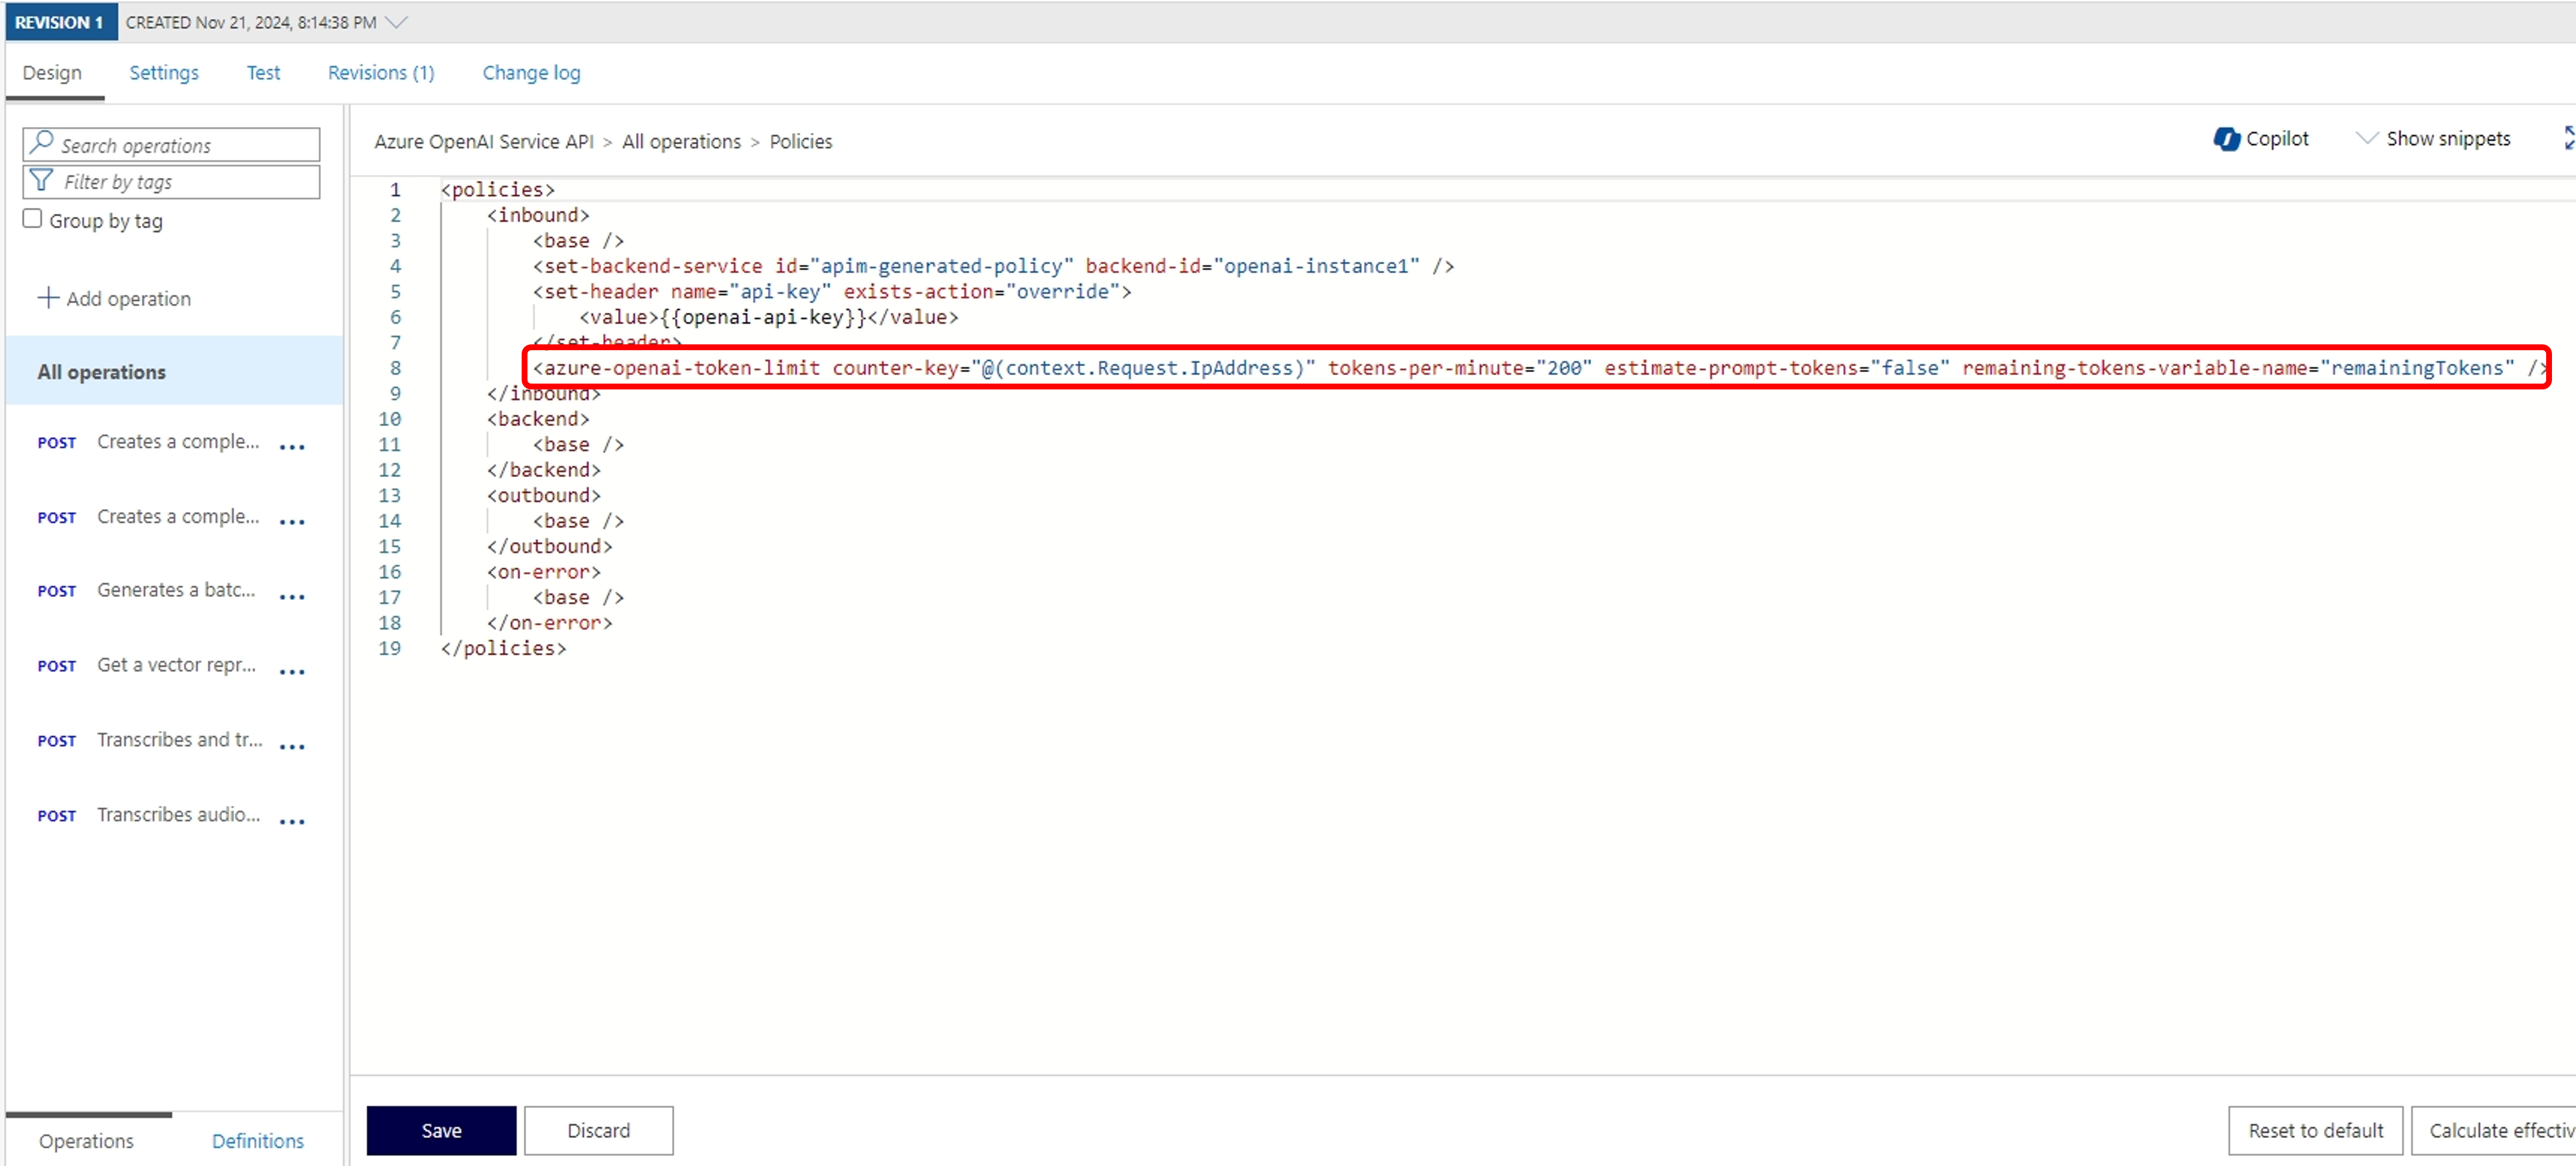 REVISION 1 CREATED Nov 21, 2024, 8:14:38 PM
Design Settings Test Revisions (1) Change log
Search operations
Filter by tags
Group by tag
Add operation
All operations
POST Creates a comple... ...
POST Creates a comple... ...
POST Generates a batc... ...
POST Get a vector repr... ...
POST Transcribes and tr... ...
POST Transcribes audio... ...
Operations Definitions
Azure OpenAI Service API > All operations > Policies
Copilot Show snippets
1 <policies>
2 <inbound>
3 <base />
4 <set-backend-service id="apim-generated-policy" backend-id="openai-instance1" />
5 <set-header name="api-key" exists-action="override">
6 <value>{{openai-api-key}}</value>
7 </set-header>
8 <azure-openai-token-limit counter-key="@(context.Request.IpAddress)" tokens-per-minute="200" estimate-prompt-tokens="false" remaining-tokens-variable-name="remainingTokens" />
9 </inbound>
10 <backend>
11 <base />
12 </backend>
13 <outbound>
14 <base />
15 </outbound>
16 <on-error>
17 <base />
18 </on-error>
19 </policies>
Save Discard Reset to default Calculate effectiv